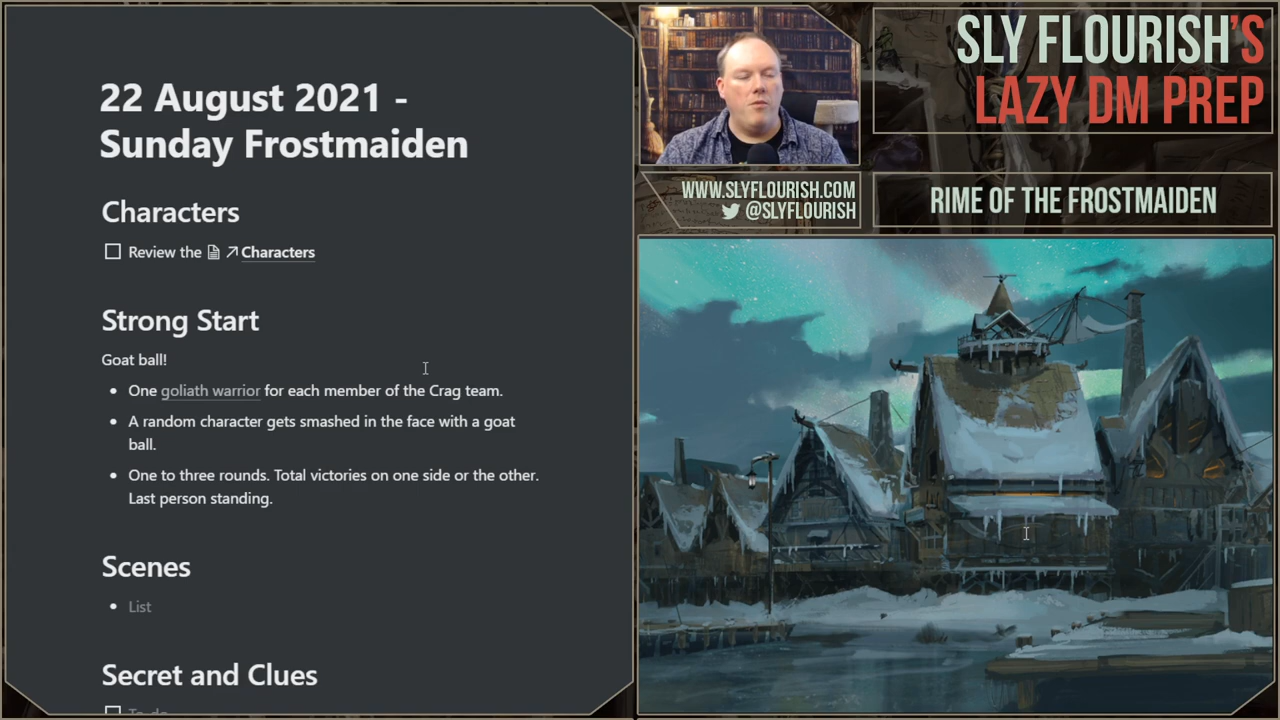 22 August 2021 -
Sunday Frostmaiden
Characters
Review the Characters
Strong Start
Goat ball!
One goliath warrior for each member of the Crag team.
A random character gets smashed in the face with a goat
ball.
One to three rounds. Total victories on one side or the other.
Last person standing.
Scenes
List
Secret and Clues
To-do
SLY FLOURISH'S
LAZY DM PREP
WWW.SLYFLOURISH.COM
@SLYFLOURISH
RIME OF THE FROSTMAIDEN